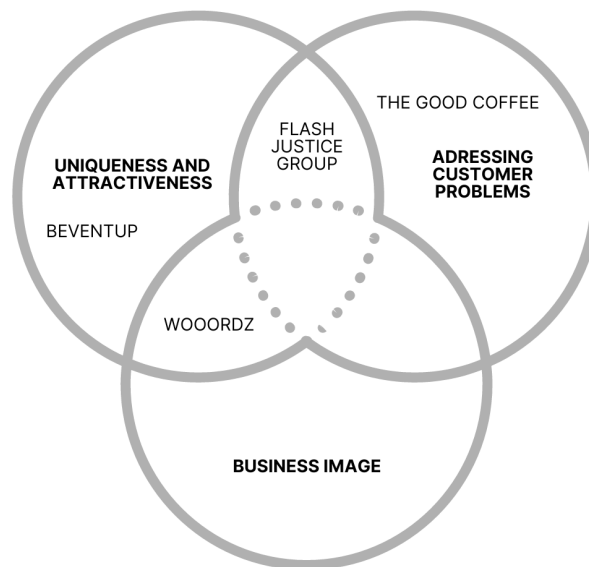 THE GOOD COFFEE
FLASH
JUSTICE
GROUP
UNIQUENESS AND
ATTRACTIVENESS
ADRESSING
CUSTOMER
PROBLEMS
BEVENTUP
WOOORDZ
BUSINESS IMAGE